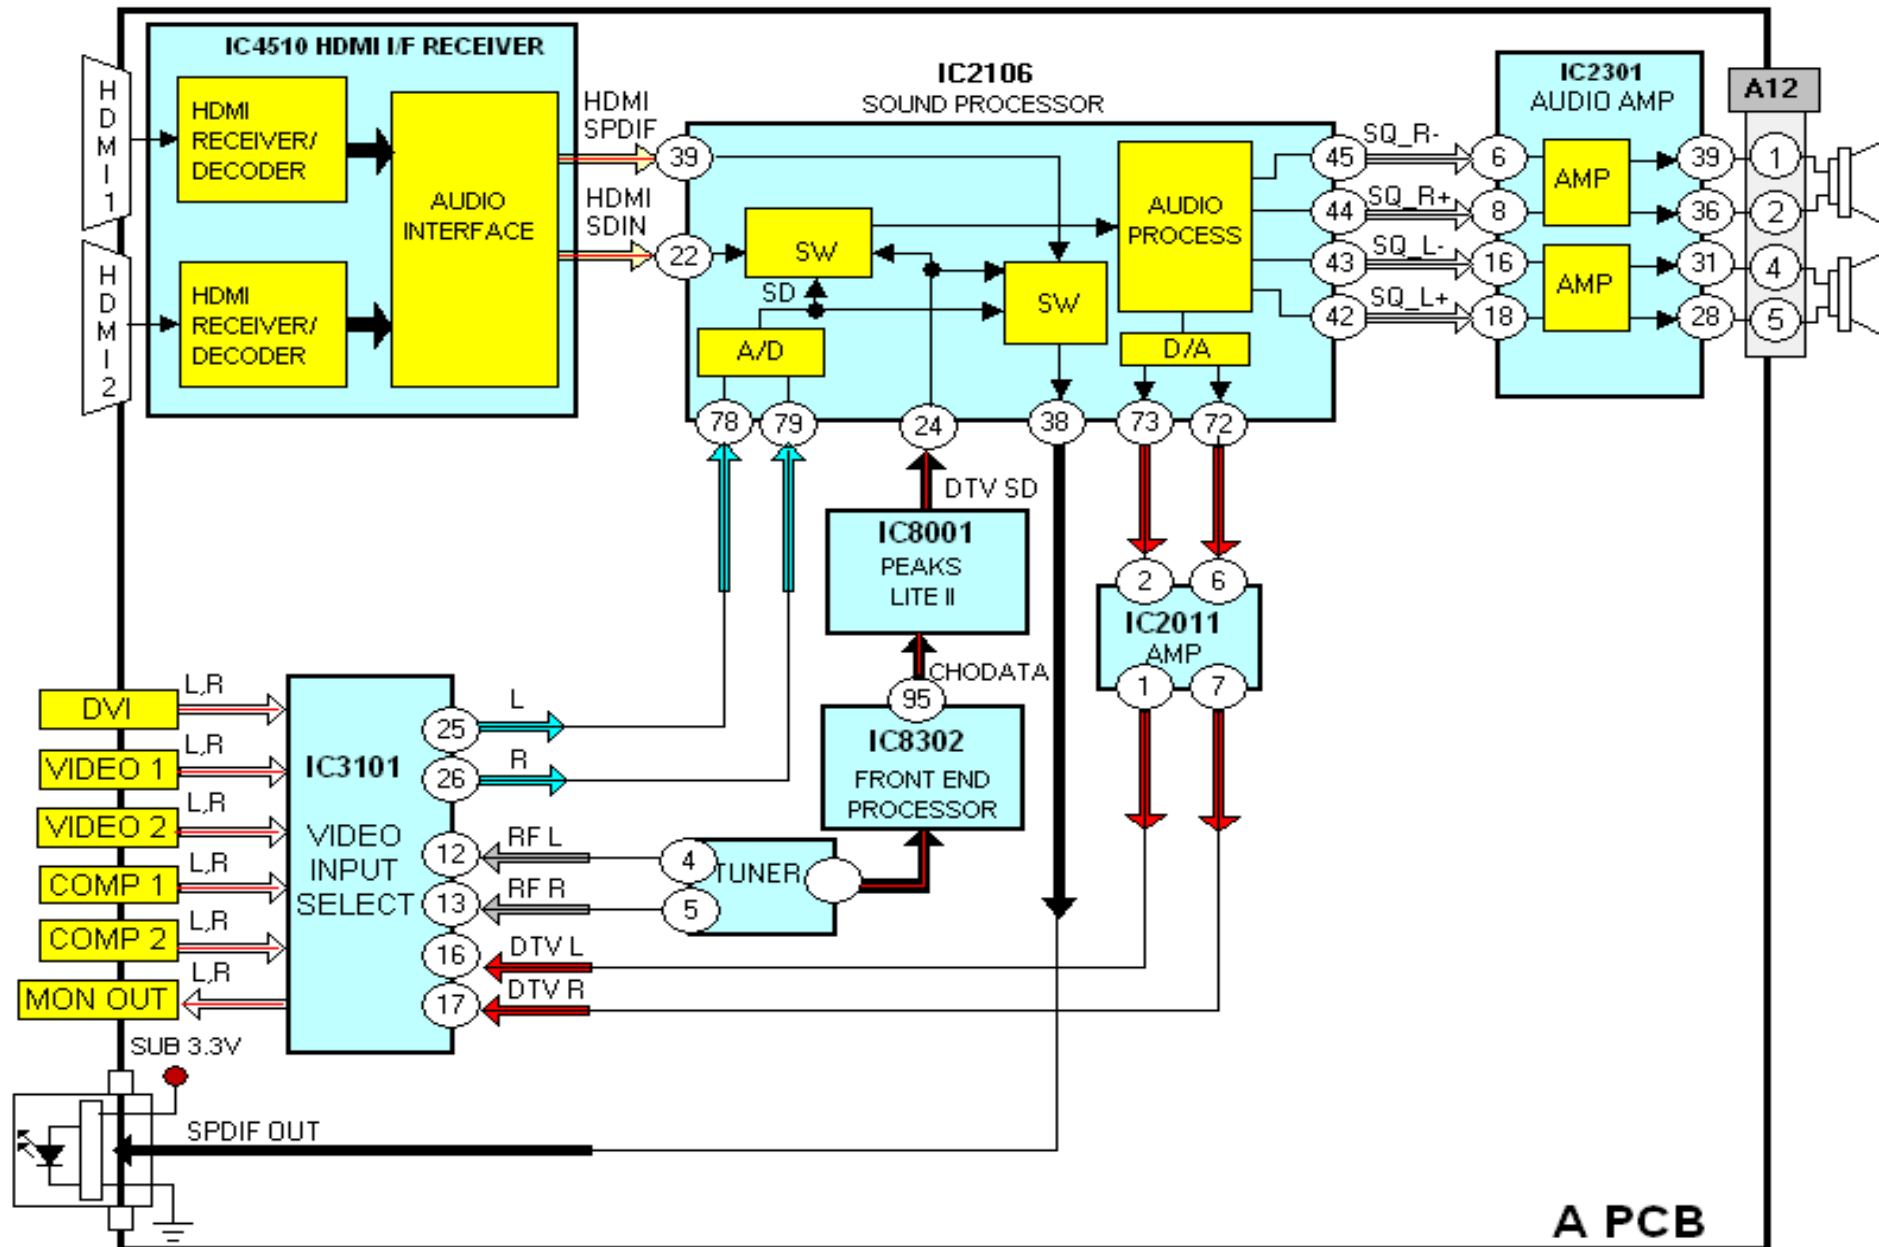 IC4510 HDMI I/F RECEIVER
HDMI 1
HDMI
RECEIVER/
DECODER
AUDIO
INTERFACE
HDMI 2
HDMI
RECEIVER/
DECODER
HDMI
SPDIF
HDMI
SDIN
IC2106
SOUND PROCESSOR
39
22
SW
SD
A/D
SW
AUDIO
PROCESS
D/A
45
44
43
42
78
79
24
38
73
72
SQ_R-
SQ_R+
SQ_L-
SQ_L+
IC2301
AUDIO AMP
6
8
16
18
AMP
AMP
39
36
31
28
A12
1
2
4
5
DTV SD
IC8001
PEAKS
LITE II
CHODATA
95
IC8302
FRONT END
PROCESSOR
2
6
IC2011
AMP
1
7
DVI
L,R
VIDEO 1
L,R
VIDEO 2
L,R
COMP 1
L,R
COMP 2
L,R
MON OUT
L,R
IC3101
VIDEO
INPUT
SELECT
25
L
26
R
12
RF L
13
RF R
16
DTV L
17
DTV R
4
5
TUNER
SUB 3.3V
SPDIF OUT
A PCB